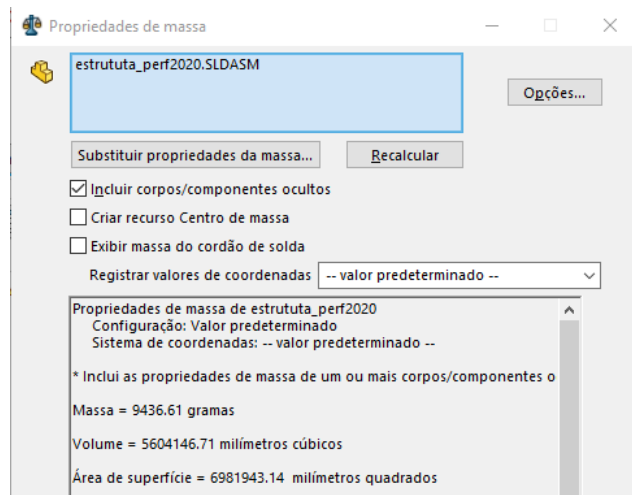 Propriedades de massa
estrututa_perf2020.SLDASM
Opções...
Substituir propriedades da massa...
Recalcular
Incluir corpos/componentes ocultos
Criar recurso Centro de massa
Exibir massa do cordão de solda
Registrar valores de coordenadas -- valor predeterminado --
Propriedades de massa de estrututa_perf2020
Configuração: Valor predeterminado
Sistema de coordenadas: -- valor predeterminado --
* Inclui as propriedades de massa de um ou mais corpos/componentes o
Massa = 9436.61 gramas
Volume = 5604146.71 milímetros cúbicos
Área de superfície = 6981943.14 milímetros quadrados